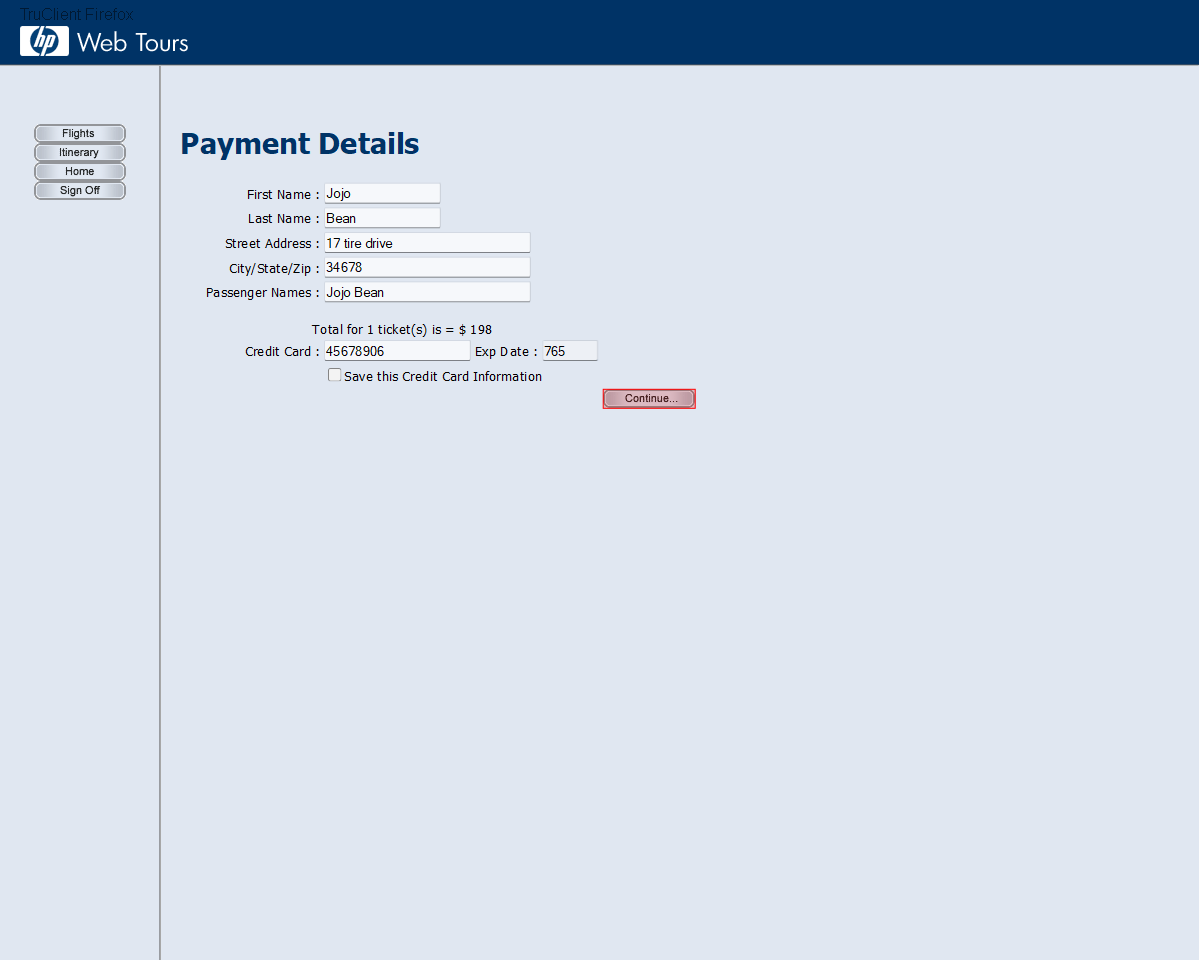 TruClient Firefox
hp Web Tours
Flights
Itinerary
Home
Sign Off
Payment Details
First Name : Jojo
Last Name : Bean
Street Address : 17 tire drive
City/State/Zip : 34678
Passenger Names : Jojo Bean
Total for 1 ticket(s) is = $ 198
Credit Card : 45678906 Exp Date : 765
Save this Credit Card Information
Continue...